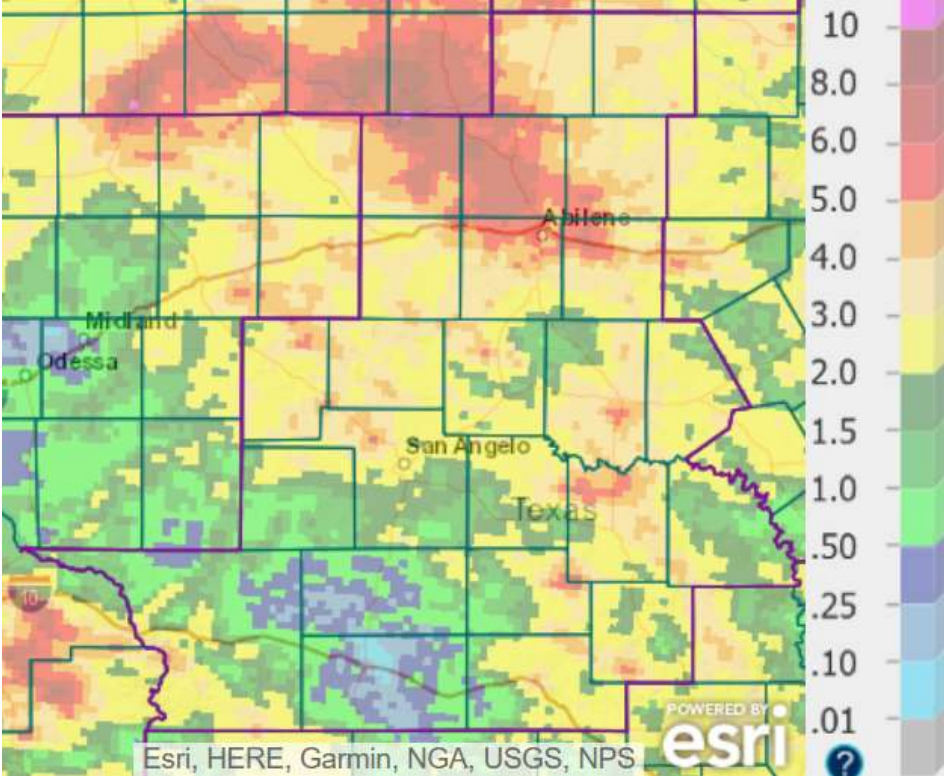 10
8.0
6.0
5.0
4.0
3.0
2.0
1.5
1.0
.50
.25
.10
.01
?
Abilene
Midland
Odessa
San Angelo
Texas
10
POWERED BY
esri
Esri, HERE, Garmin, NGA, USGS, NPS